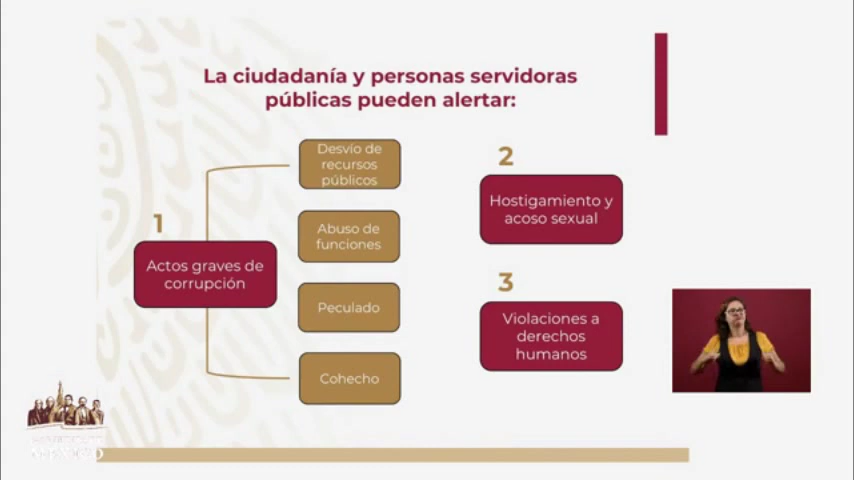 La ciudadanía y personas servidoras
públicas pueden alertar:
1
Actos graves de
corrupción
Desvío de
recursos
públicos
Abuso de
funciones
Peculado
Cohecho
2
Hostigamiento y
acoso sexual
3
Violaciones a
derechos
humanos
MÉXICO